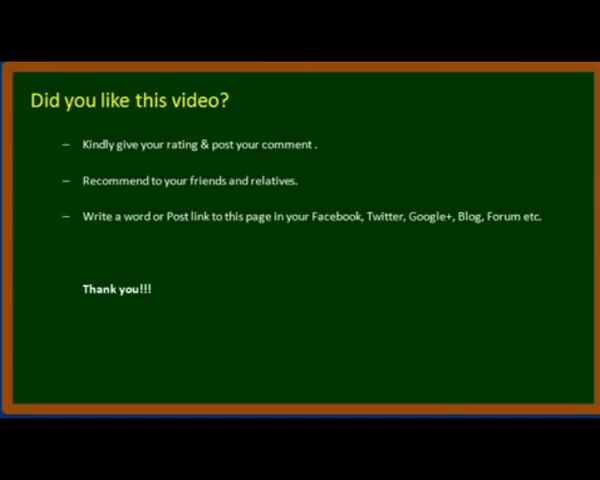 Did you like this video?
– Kindly give your rating & post your comment .
– Recommend to your friends and relatives.
– Write a word or Post link to this page in your Facebook, Twitter, Google+, Blog, Forum etc.
Thank you!!!